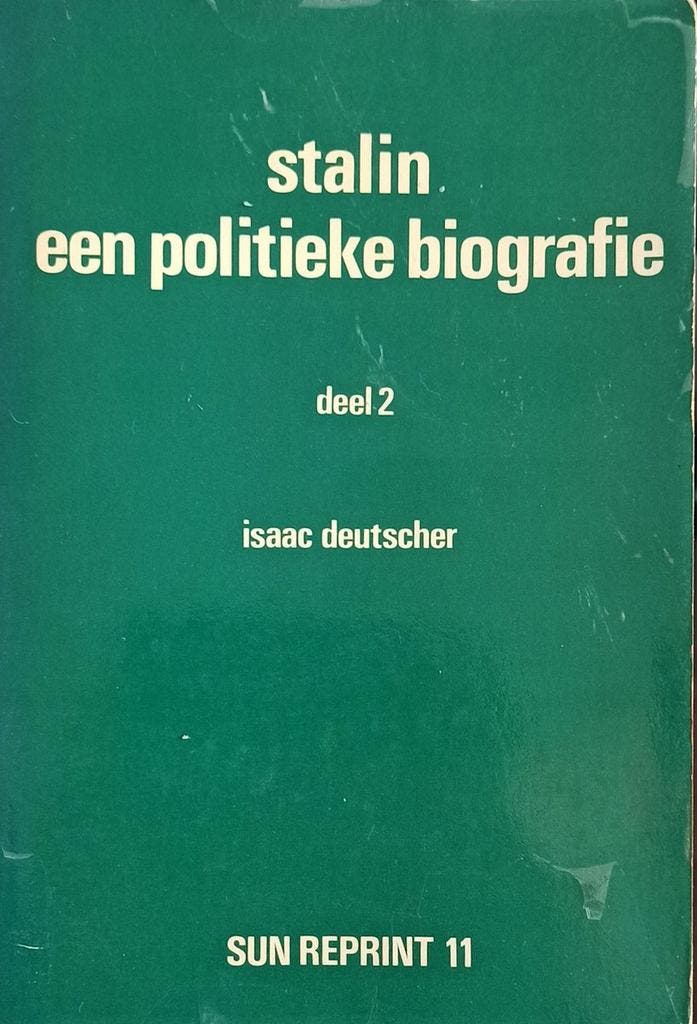 stalin
een politieke biografie
deel 2
isaac deutscher
SUN REPRINT 11